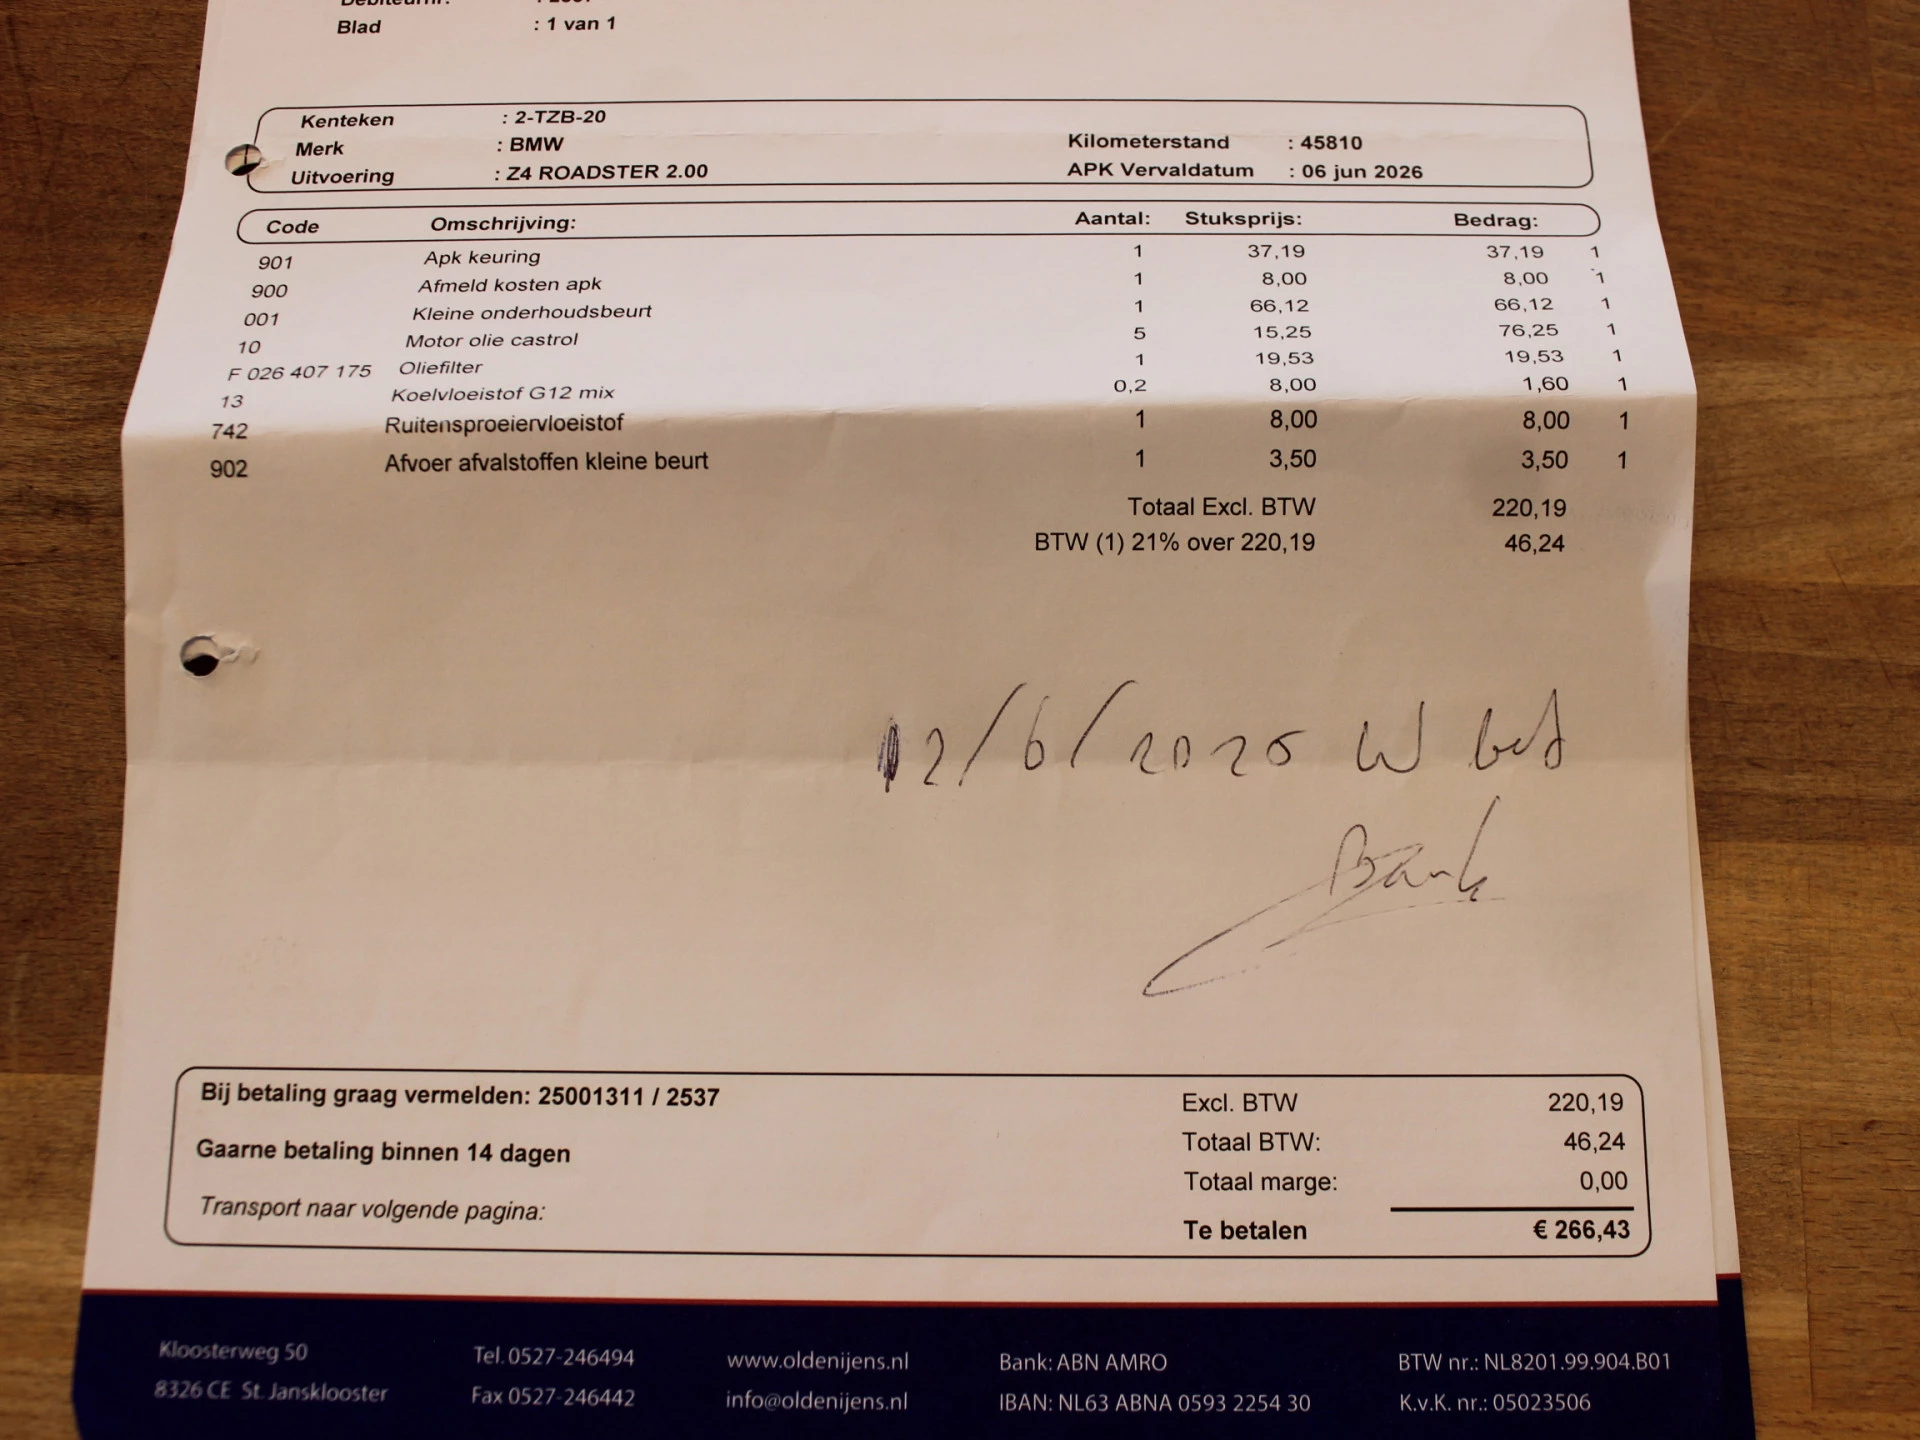 Blad : 1 van 1
Kenteken : 2-TZB-20
Merk : BMW Kilometerstand : 45810
Uitvoering : Z4 ROADSTER 2.00 APK Vervaldatum : 06 jun 2026
Code Omschrijving: Aantal: Stuksprijs: Bedrag:
901 Apk keuring 1 37,19 37,19 1
900 Afmeld kosten apk 1 8,00 8,00 1
001 Kleine onderhoudsbeurt 1 66,12 66,12 1
10 Motor olie castrol 5 15,25 76,25 1
F 026 407 175 Oliefilter 1 19,53 19,53 1
13 Koelvloeistof G12 mix 0,2 8,00 1,60 1
742 Ruitensproeiervloeistof 1 8,00 8,00 1
902 Afvoer afvalstoffen kleine beurt 1 3,50 3,50 1
Totaal Excl. BTW 220,19
BTW (1) 21% over 220,19 46,24
12/6/2025 W bet
Bank
Bij betaling graag vermelden: 25001311 / 2537 Excl. BTW 220,19
Totaal BTW: 46,24
Gaarne betaling binnen 14 dagen
Totaal marge: 0,00
Transport naar volgende pagina:
Te betalen € 266,43
Kloosterweg 50 Tel. 0527-246494 www.oldenijens.nl Bank: ABN AMRO BTW nr.: NL8201.99.904.B01
8326 CE St. Jansklooster Fax 0527-246442 info@oldenijens.nl IBAN: NL63 ABNA 0593 2254 30 K.v.K. nr.: 05023506